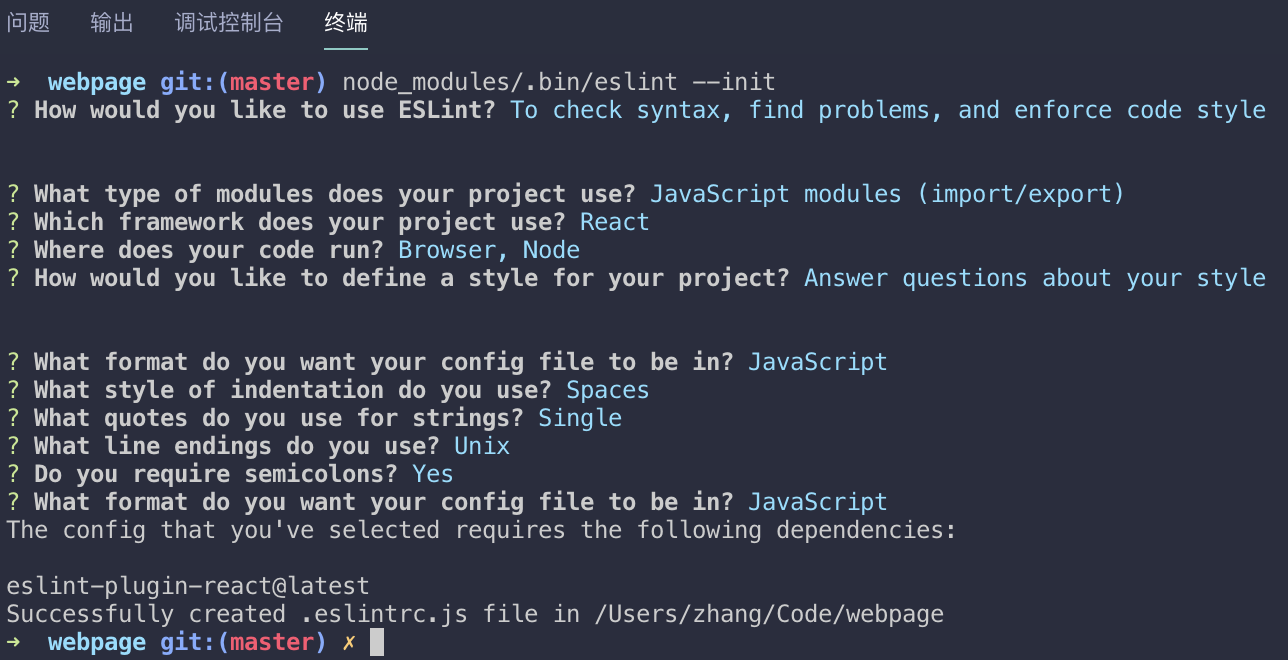 问题 输出 调试控制台 终端
➜ webpage git:(master) node_modules/.bin/eslint --init
? How would you like to use ESLint? To check syntax, find problems, and enforce code style
? What type of modules does your project use? JavaScript modules (import/export)
? Which framework does your project use? React
? Where does your code run? Browser, Node
? How would you like to define a style for your project? Answer questions about your style
? What format do you want your config file to be in? JavaScript
? What style of indentation do you use? Spaces
? What quotes do you use for strings? Single
? What line endings do you use? Unix
? Do you require semicolons? Yes
? What format do you want your config file to be in? JavaScript
The config that you've selected requires the following dependencies:
eslint-plugin-react@latest
Successfully created .eslintrc.js file in /Users/zhang/Code/webpage
➜ webpage git:(master) ✗